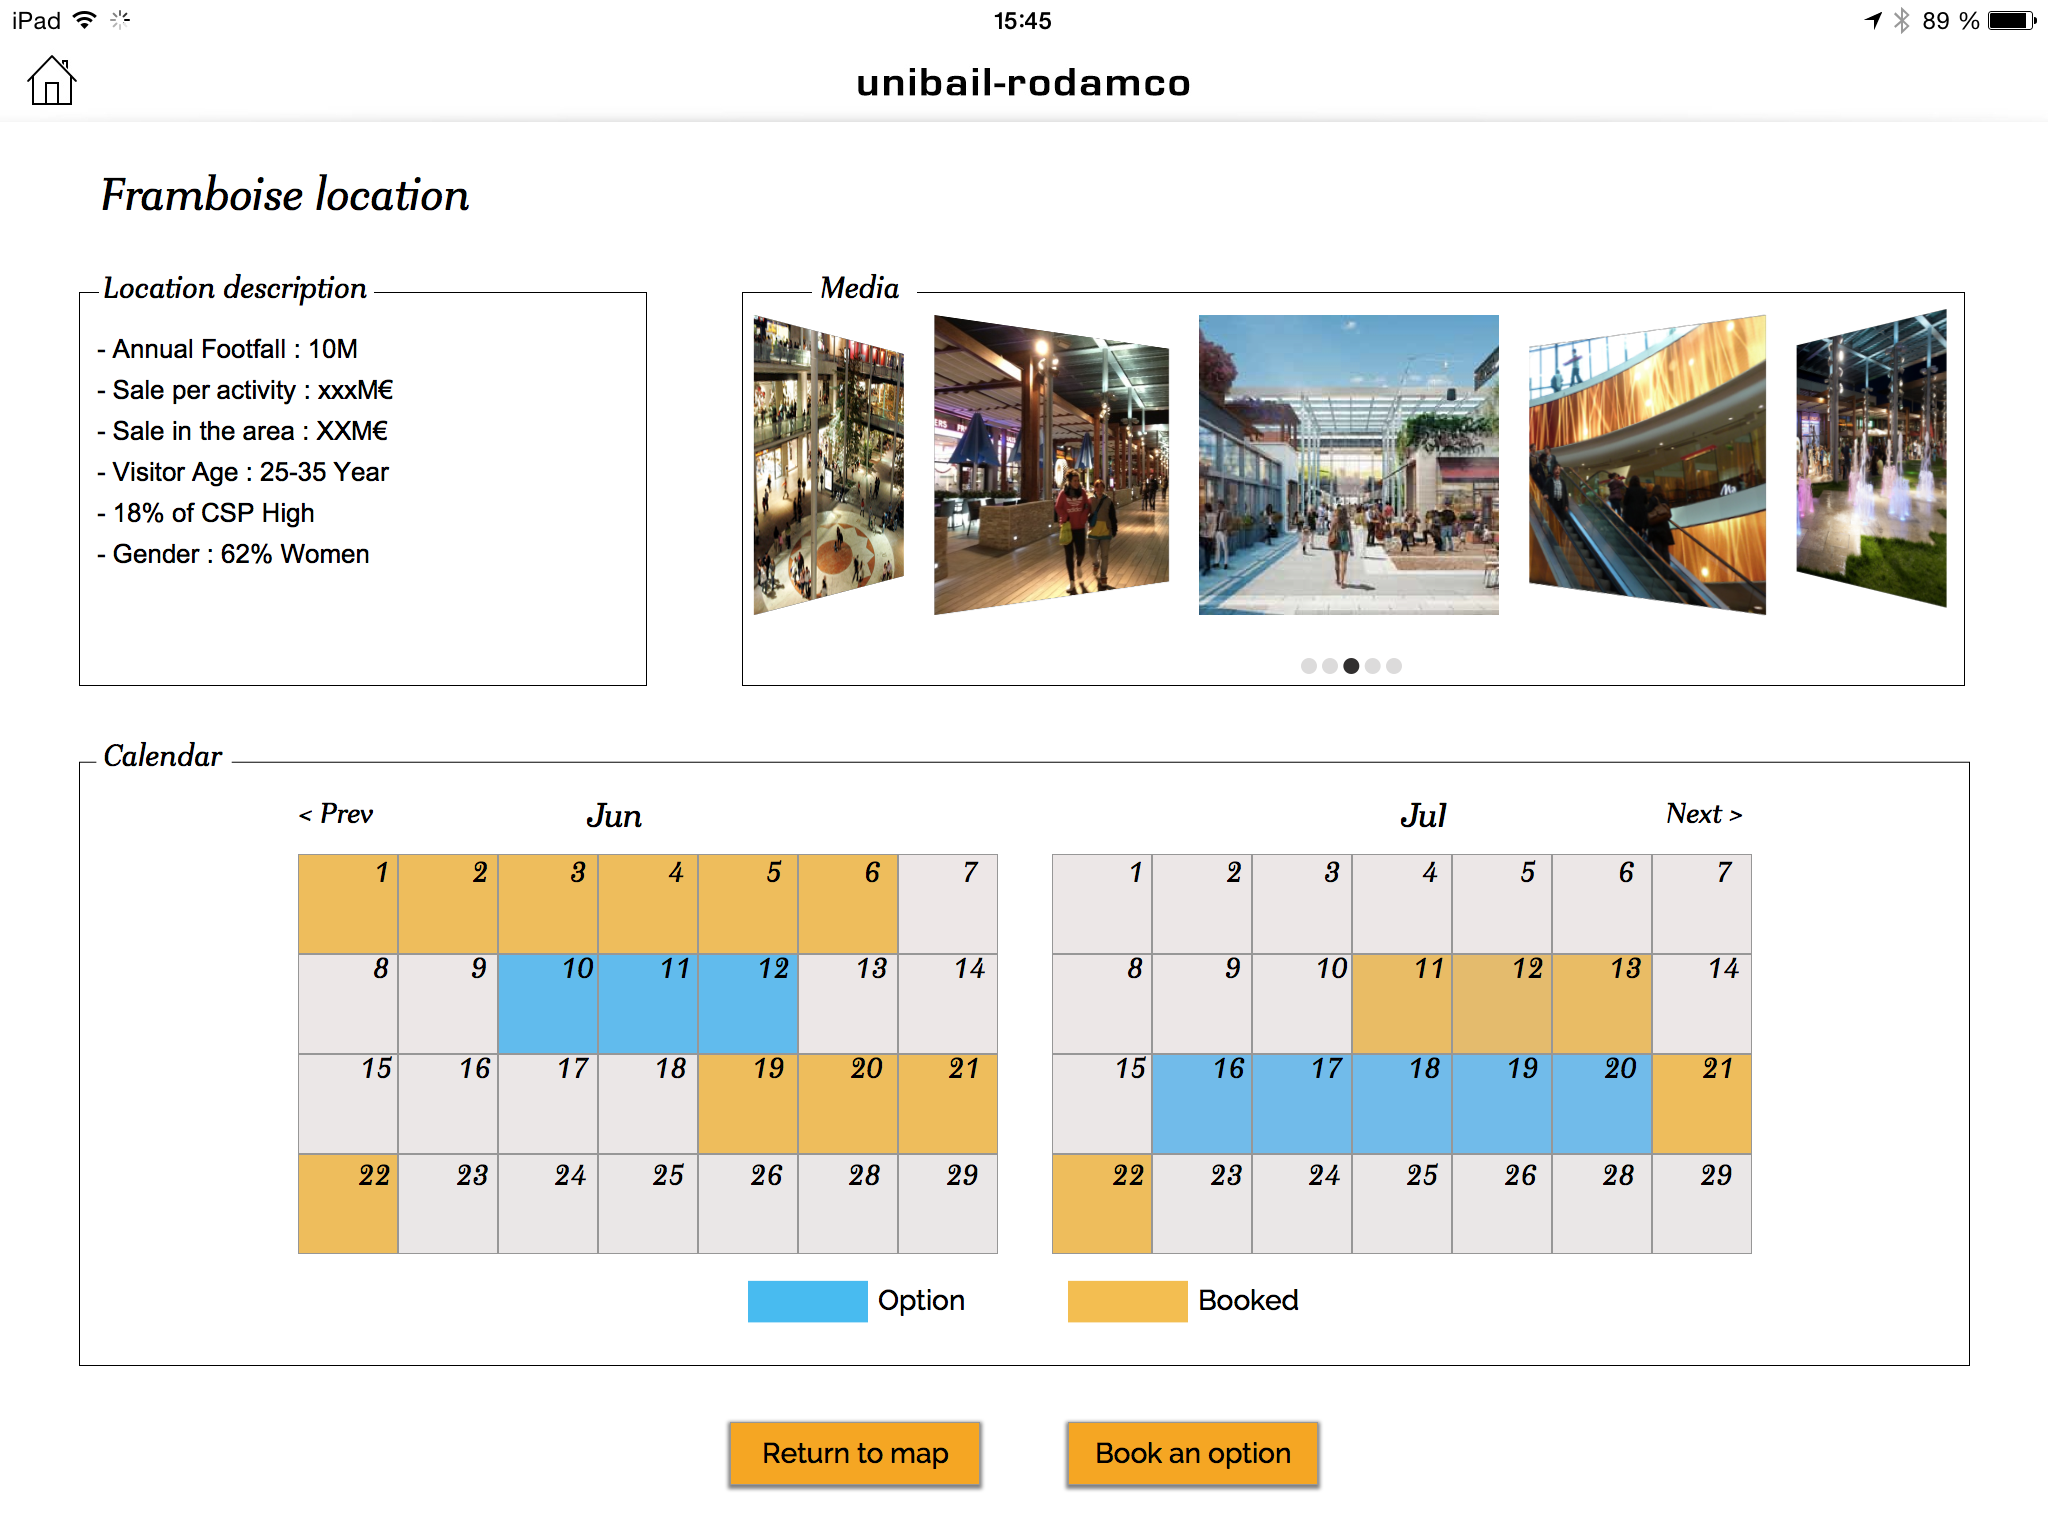 iPad 15:45 89 %
unibail-rodamco
Framboise location
Location description
- Annual Footfall : 10M
- Sale per activity : xxxM€
- Sale in the area : XXM€
- Visitor Age : 25-35 Year
- 18% of CSP High
- Gender : 62% Women
Media
Calendar
< Prev Jun
1 2 3 4 5 6 7
8 9 10 11 12 13 14
15 16 17 18 19 20 21
22 23 24 25 26 28 29
Jul Next >
1 2 3 4 5 6 7
8 9 10 11 12 13 14
15 16 17 18 19 20 21
22 23 24 25 26 28 29
Option Booked
Return to map Book an option